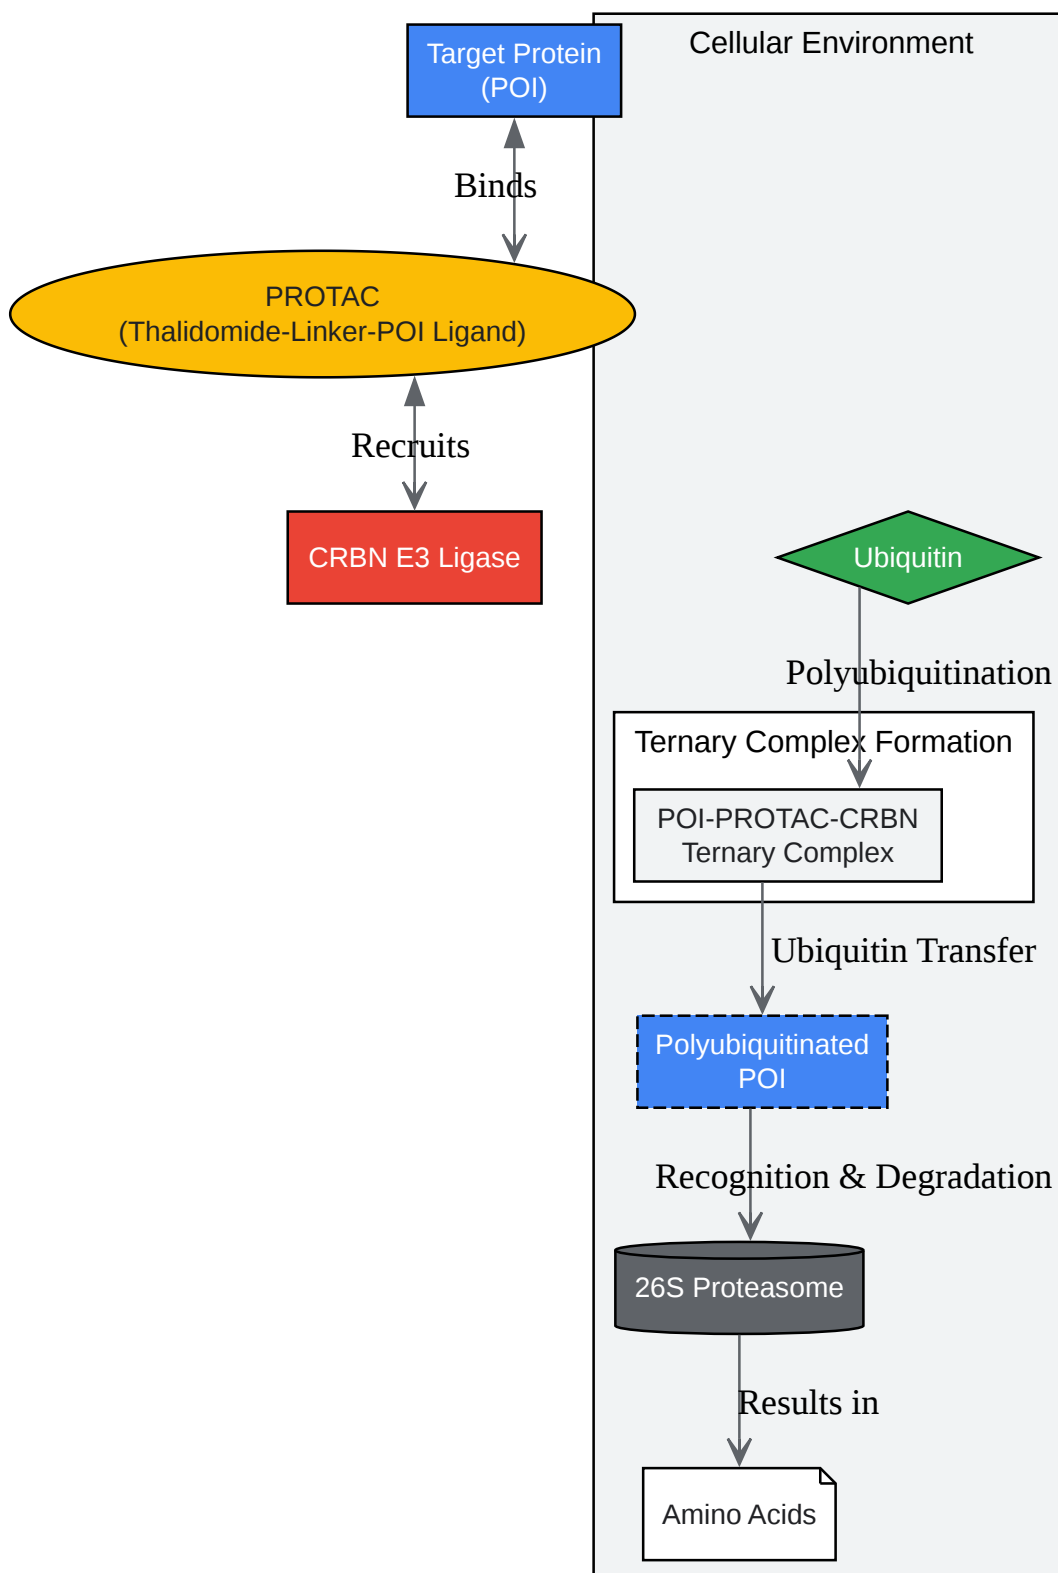 Cellular Environment
Target Protein
(POI)
Binds
PROTAC
(Thalidomide-Linker-POI Ligand)
Recruits
CRBN E3 Ligase
Ubiquitin
Polyubiquitination
Ternary Complex Formation
POI-PROTAC-CRBN
Ternary Complex
Ubiquitin Transfer
Polyubiquitinated
POI
Recognition & Degradation
26S Proteasome
Results in
Amino Acids